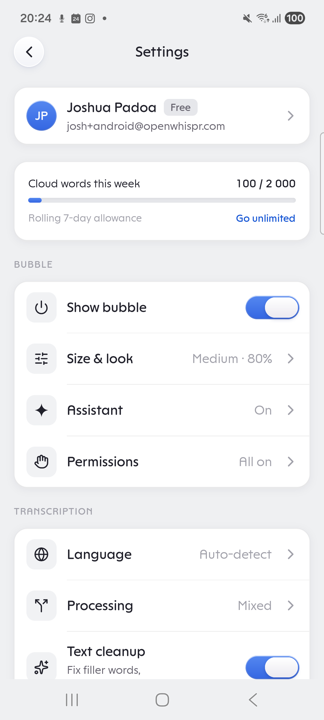 20:24
100
Settings
JP
Joshua Padoa Free
josh+android@openwhispr.com
Cloud words this week 100 / 2 000
Rolling 7-day allowance Go unlimited
BUBBLE
Show bubble
Size & look Medium · 80%
Assistant On
Permissions All on
TRANSCRIPTION
Language Auto-detect
Processing Mixed
Text cleanup
Fix filler words,